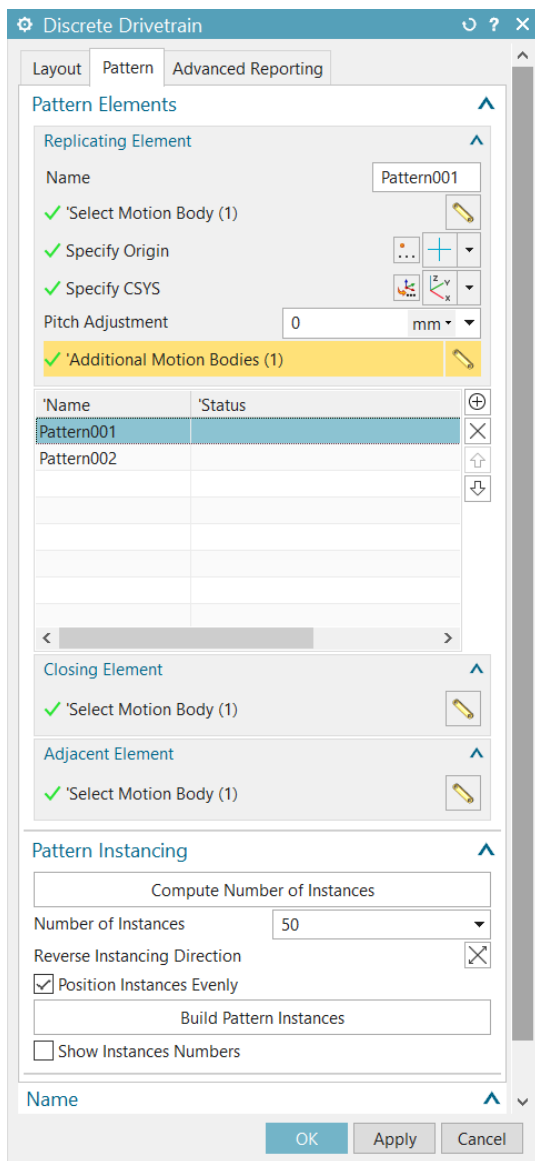 Discrete Drivetrain
Layout Pattern Advanced Reporting
Pattern Elements
Replicating Element
Name Pattern001
'Select Motion Body (1)
Specify Origin
Specify CSYS
Pitch Adjustment 0 mm
'Additional Motion Bodies (1)
'Name 'Status
Pattern001
Pattern002
Closing Element
'Select Motion Body (1)
Adjacent Element
'Select Motion Body (1)
Pattern Instancing
Compute Number of Instances
Number of Instances 50
Reverse Instancing Direction
Position Instances Evenly
Build Pattern Instances
Show Instances Numbers
Name
OK Apply Cancel